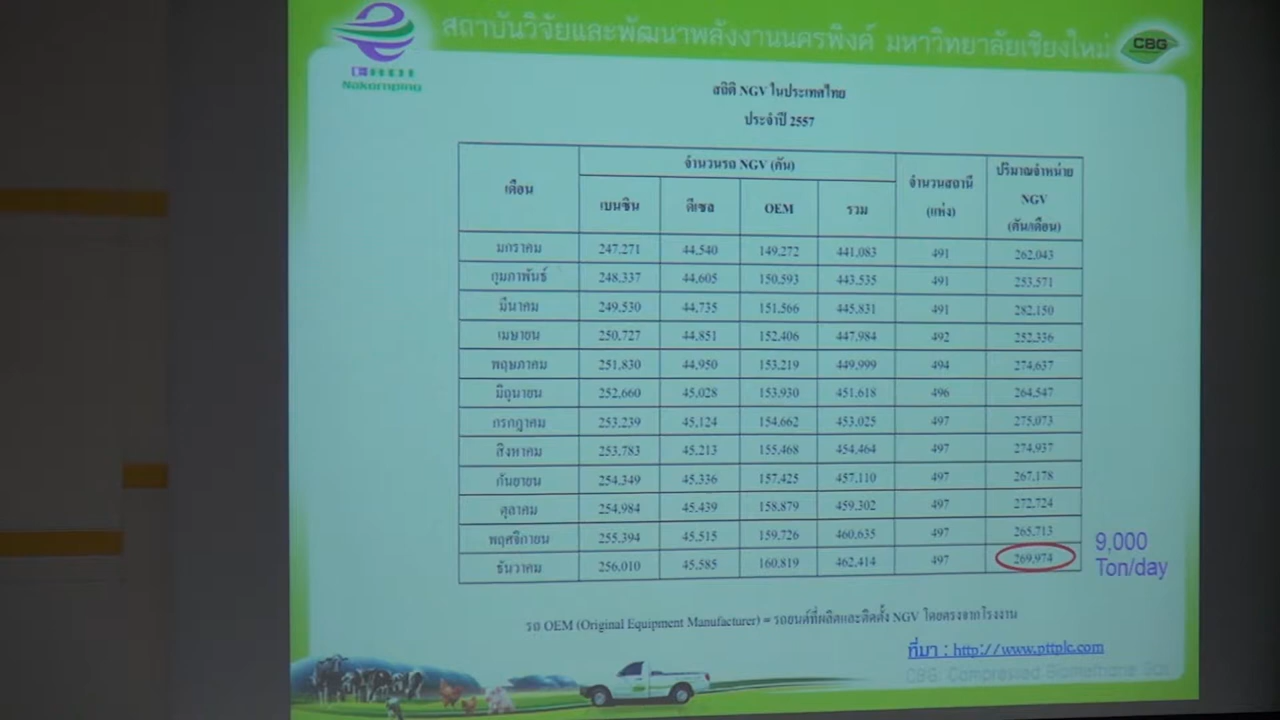 สถาบันวิจัยและพัฒนาพลังงานนครพิงค์ มหาวิทยาลัยเชียงใหม่
CBG
ERDI
Nakornping
สถิติ NGV ในประเทศไทย
ประจำปี 2557
เดือน จำนวนรถ NGV (คัน) จำนวนสถานี (แห่ง) ปริมาณจำหน่าย NGV (ตัน/เดือน)
เบนซิน ดีเซล OEM รวม
มกราคม 247,271 44,540 149,272 441,083 491 262,043
กุมภาพันธ์ 248,337 44,605 150,593 443,535 491 253,571
มีนาคม 249,530 44,735 151,566 445,831 491 282,150
เมษายน 250,727 44,851 152,406 447,984 492 252,336
พฤษภาคม 251,830 44,950 153,219 449,999 494 274,637
มิถุนายน 252,660 45,028 153,930 451,618 496 264,547
กรกฎาคม 253,239 45,124 154,662 453,025 497 275,073
สิงหาคม 253,783 45,213 155,468 454,464 497 274,937
กันยายน 254,349 45,336 157,425 457,110 497 267,178
ตุลาคม 254,984 45,439 158,879 459,302 497 272,724
พฤศจิกายน 255,394 45,515 159,726 460,635 497 265,713
ธันวาคม 256,010 45,585 160,819 462,414 497 269,974
9,000
Ton/day
รถ OEM (Original Equipment Manufacturer) = รถยนต์ที่ผลิตและติดตั้ง NGV โดยตรงจากโรงงาน
ที่มา : http://www.pttplc.com
CBG: Compressed Biomethane Gas